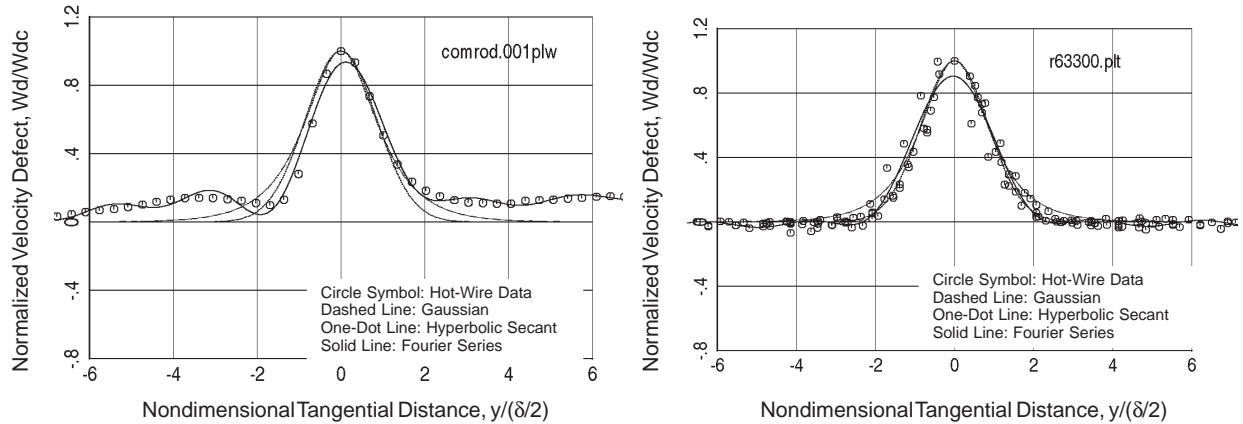 Normalized Velocity Defect, Wd/Wdc
1.2
.8
.4
0
-.4
-.8
comrod.001plw
Circle Symbol: Hot-Wire Data
Dashed Line: Gaussian
One-Dot Line: Hyperbolic Secant
Solid Line: Fourier Series
-6 -4 -2 0 2 4 6
Nondimensional Tangential Distance, y/(δ/2)
Normalized Velocity Defect, Wd/Wdc
1.2
.8
.4
0
-.4
-.8
r63300.plt
Circle Symbol: Hot-Wire Data
Dashed Line: Gaussian
One-Dot Line: Hyperbolic Secant
Solid Line: Fourier Series
-6 -4 -2 0 2 4 6
Nondimensional Tangential Distance, y/(δ/2)